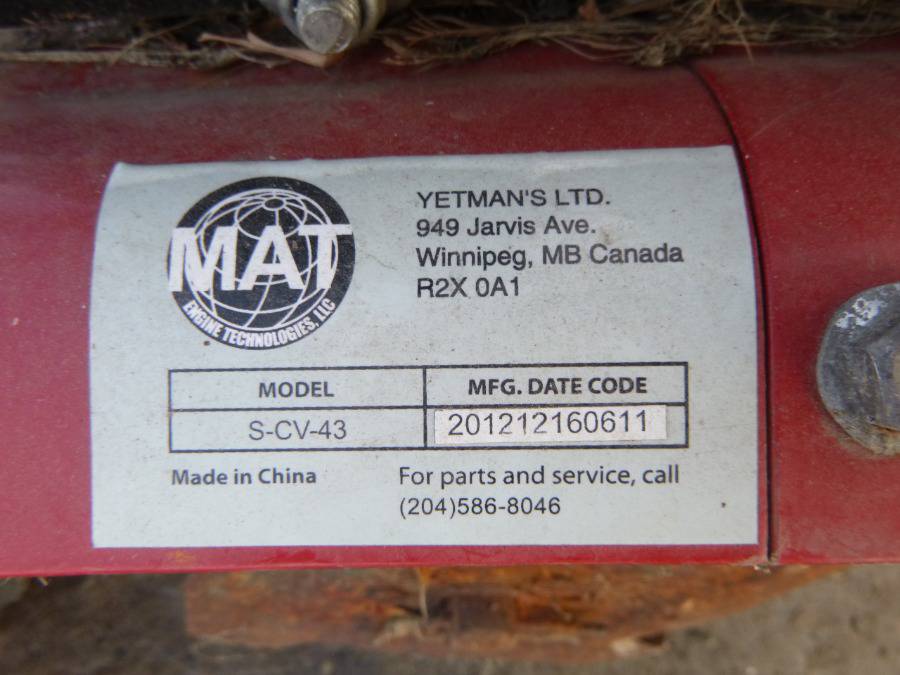 MAT
ENGINE TECHNOLOGIES, LLC
YETMAN'S LTD.
949 Jarvis Ave.
Winnipeg, MB Canada
R2X 0A1
MODEL
MFG. DATE CODE
S-CV-43
201212160611
Made in China
For parts and service, call
(204)586-8046